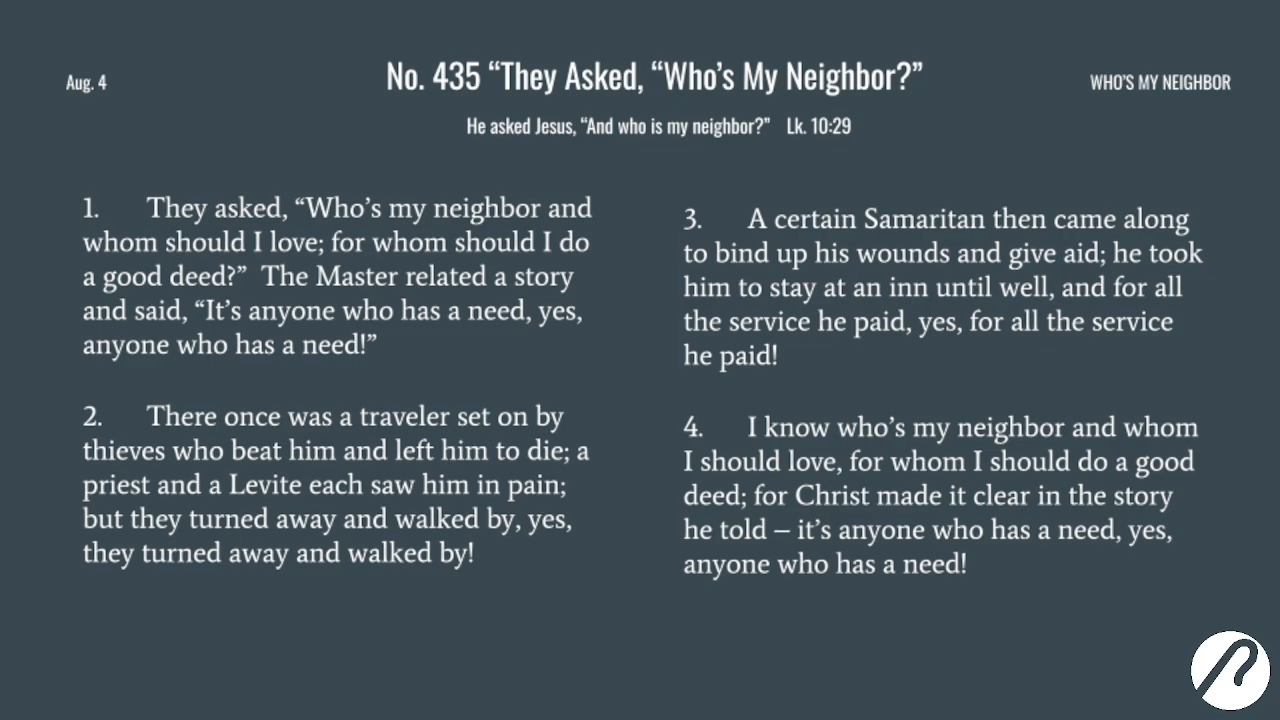 Aug. 4
No. 435 “They Asked, “Who’s My Neighbor?”
WHO’S MY NEIGHBOR
He asked Jesus, “And who is my neighbor?” Lk. 10:29
1. They asked, “Who’s my neighbor and
whom should I love; for whom should I do
a good deed?” The Master related a story
and said, “It’s anyone who has a need, yes,
anyone who has a need!”
2. There once was a traveler set on by
thieves who beat him and left him to die; a
priest and a Levite each saw him in pain;
but they turned away and walked by, yes,
they turned away and walked by!
3. A certain Samaritan then came along
to bind up his wounds and give aid; he took
him to stay at an inn until well, and for all
the service he paid, yes, for all the service
he paid!
4. I know who’s my neighbor and whom
I should love, for whom I should do a good
deed; for Christ made it clear in the story
he told – it’s anyone who has a need, yes,
anyone who has a need!